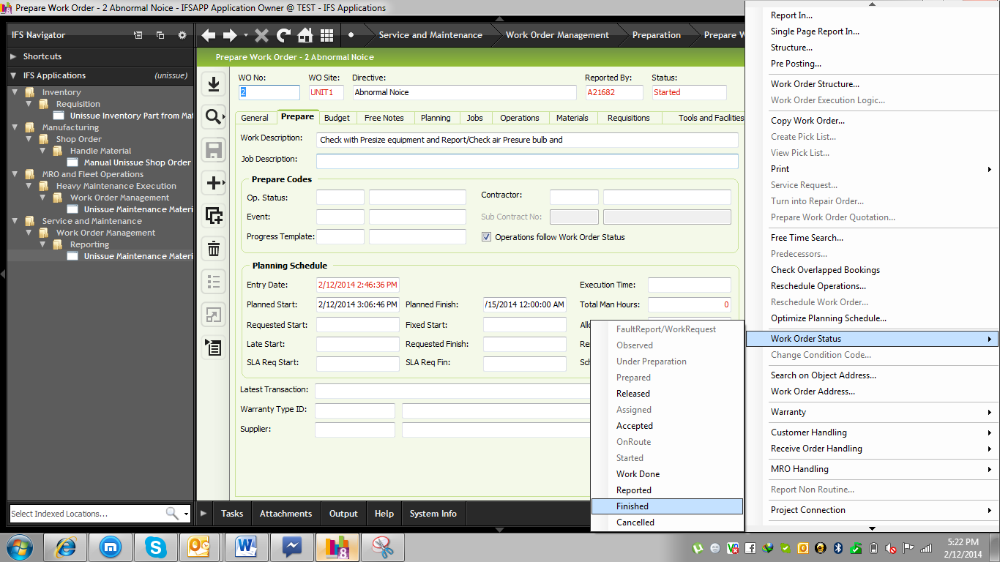 Prepare Work Order - 2 Abnormal Noice - IFSAPP Application Owner @ TEST - IFS Applications
IFS Navigator
Service and Maintenance
Work Order Management
Preparation
Prepare W
Shortcuts
IFS Applications
(unissue)
Inventory
Requisition
Unissue Inventory Part from Mat
Manufacturing
Shop Order
Handle Material
Manual Unissue Shop Order
MRO and Fleet Operations
Heavy Maintenance Execution
Work Order Management
Unissue Maintenance Materi
Service and Maintenance
Work Order Management
Reporting
Unissue Maintenance Materi
Select Indexed Locations...
Prepare Work Order - 2 Abnormal Noice
WO No:
WO Site:
Directive:
Reported By:
Status:
2
UNIT1
Abnormal Noice
A21682
Started
General
Prepare
Budget
Free Notes
Planning
Jobs
Operations
Materials
Requisitions
Tools and Facilities
Work Description:
Check with Presize equipment and Report/Check air Presure bulb and
Job Description:
Prepare Codes
Op. Status:
Contractor:
Event:
Sub Contract No:
Progress Template:
Operations follow Work Order Status
Planning Schedule
Entry Date:
2/12/2014 2:46:36 PM
Execution Time:
Planned Start:
2/12/2014 3:06:46 PM
Planned Finish:
/15/2014 12:00:00 AM
Total Man Hours:
0
Requested Start:
Fixed Start:
Allo
Late Start:
Requested Finish:
Re
SLA Req Start:
SLA Req Fin:
Sch
Latest Transaction:
Warranty Type ID:
Supplier:
Tasks
Attachments
Output
Help
System Info
FaultReport/WorkRequest
Observed
Under Preparation
Prepared
Released
Assigned
Accepted
OnRoute
Started
Work Done
Reported
Finished
Cancelled
Report In...
Single Page Report In...
Structure...
Pre Posting...
Work Order Structure...
Work Order Execution Logic...
Copy Work Order...
Create Pick List...
View Pick List...
Print
Service Request...
Turn into Repair Order...
Prepare Work Order Quotation...
Free Time Search...
Predecessors...
Check Overlapped Bookings
Reschedule Operations...
Reschedule Work Order...
Optimize Planning Schedule...
Work Order Status
Change Condition Code...
Search on Object Address...
Work Order Address...
Warranty
Customer Handling
Receive Order Handling
MRO Handling
Report Non Routine...
Project Connection
5:22 PM
2/12/2014